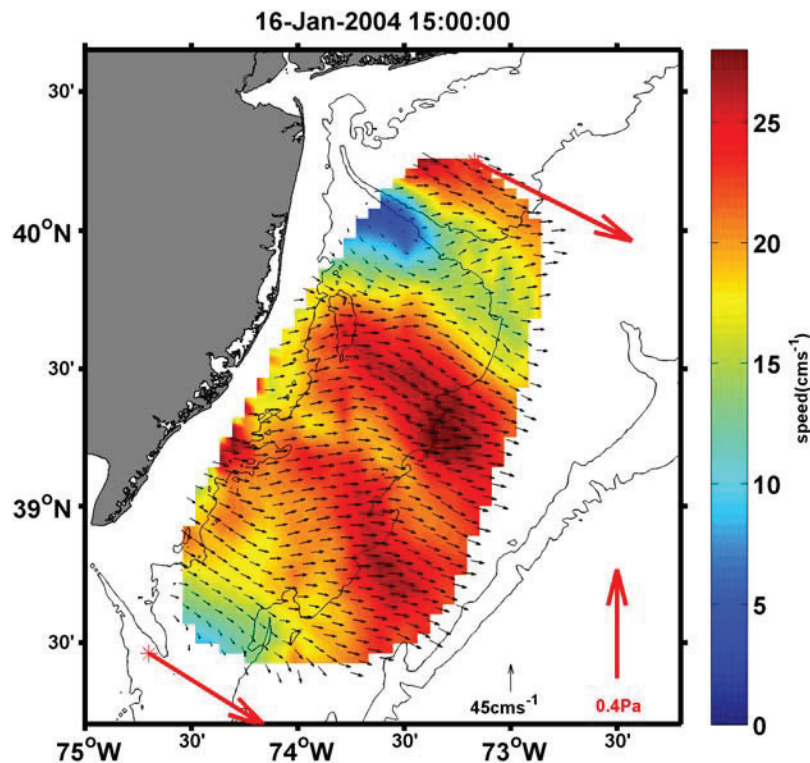 16-Jan-2004 15:00:00
30'
40°N
30'
39°N
30'
75°W
30'
74°W
30'
73°W
30'
45cms⁻¹
0.4Pa
25
20
15
10
5
0
speed(cms⁻¹)